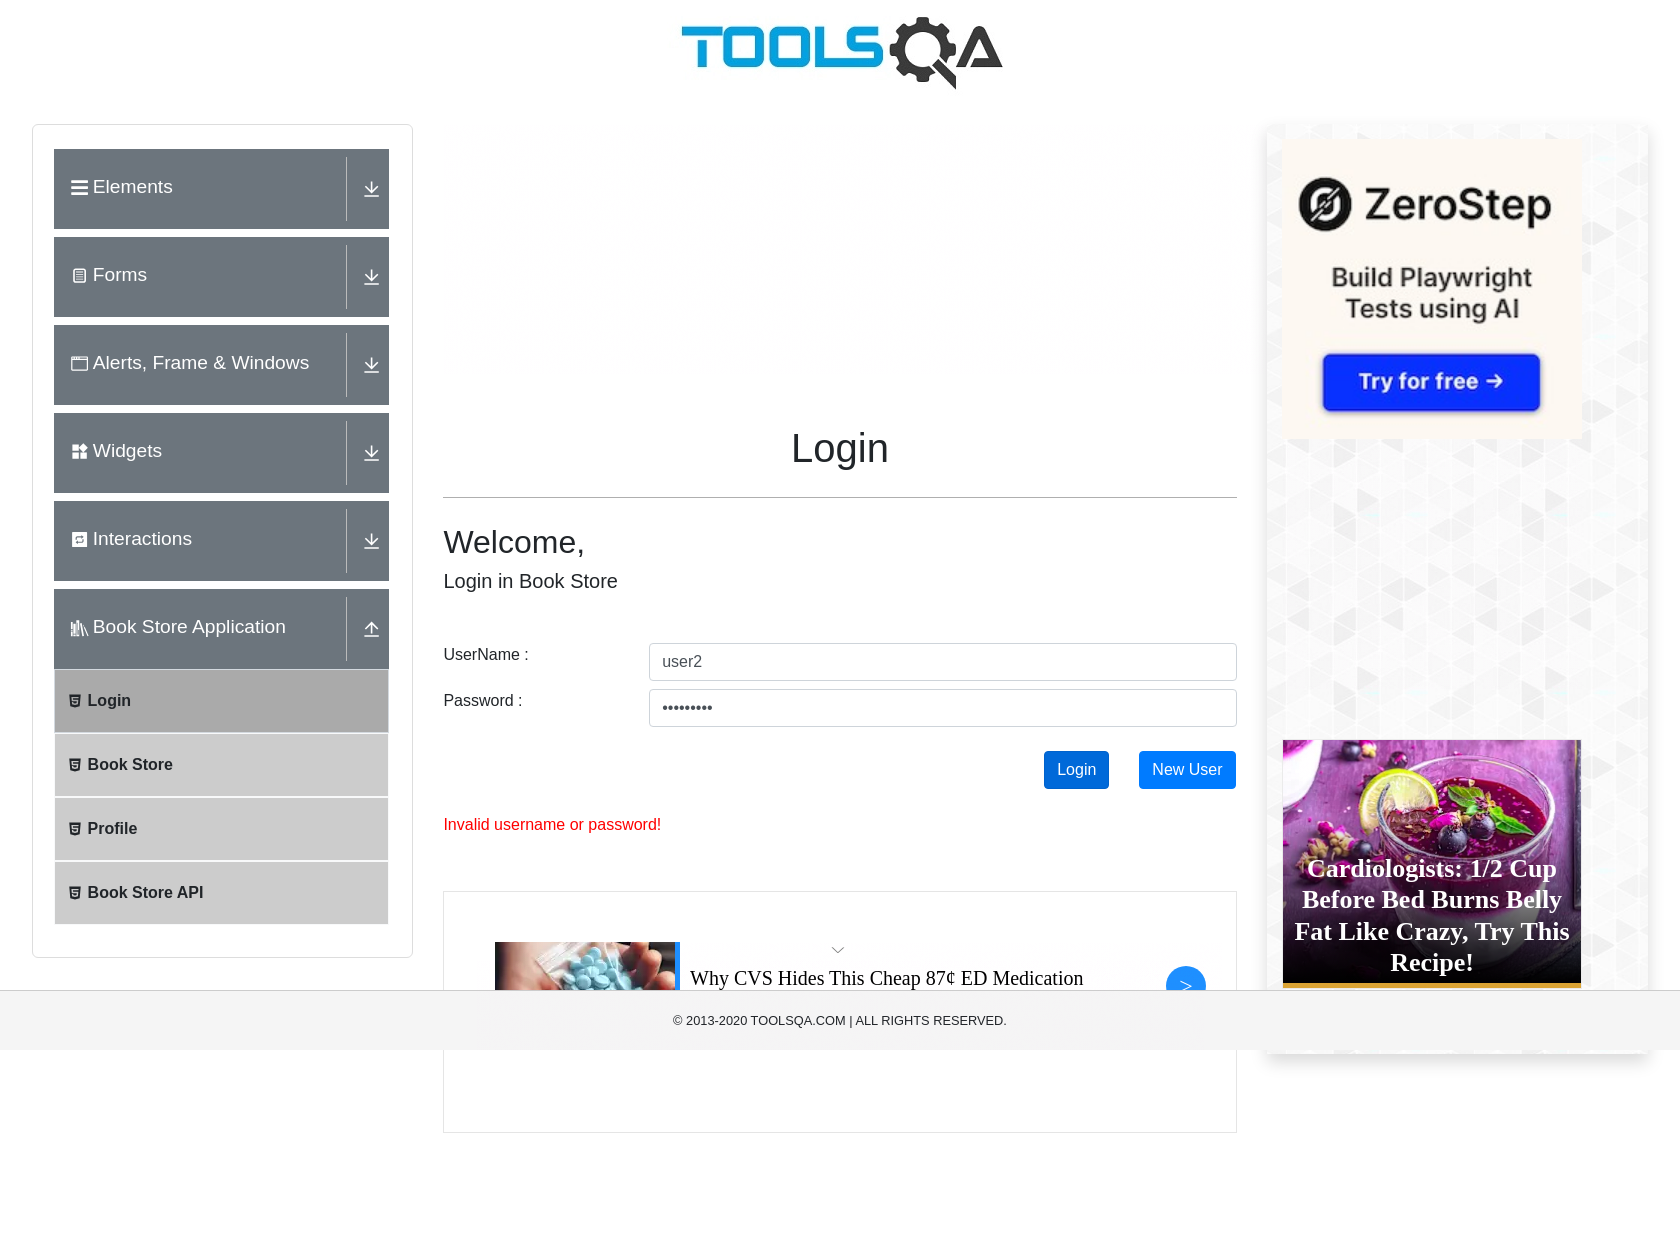 TOOLSQA
Elements
Forms
Alerts, Frame & Windows
Widgets
Interactions
Book Store Application
Login
Book Store
Profile
Book Store API
Login
Welcome,
Login in Book Store
UserName :
user2
Password :
•••••••••
Login
New User
Invalid username or password!
Why CVS Hides This Cheap 87¢ ED Medication
>
ZeroStep
Build Playwright
Tests using AI
Try for free →
Cardiologists: 1/2 Cup
Before Bed Burns Belly
Fat Like Crazy, Try This
Recipe!
© 2013-2020 TOOLSQA.COM | ALL RIGHTS RESERVED.